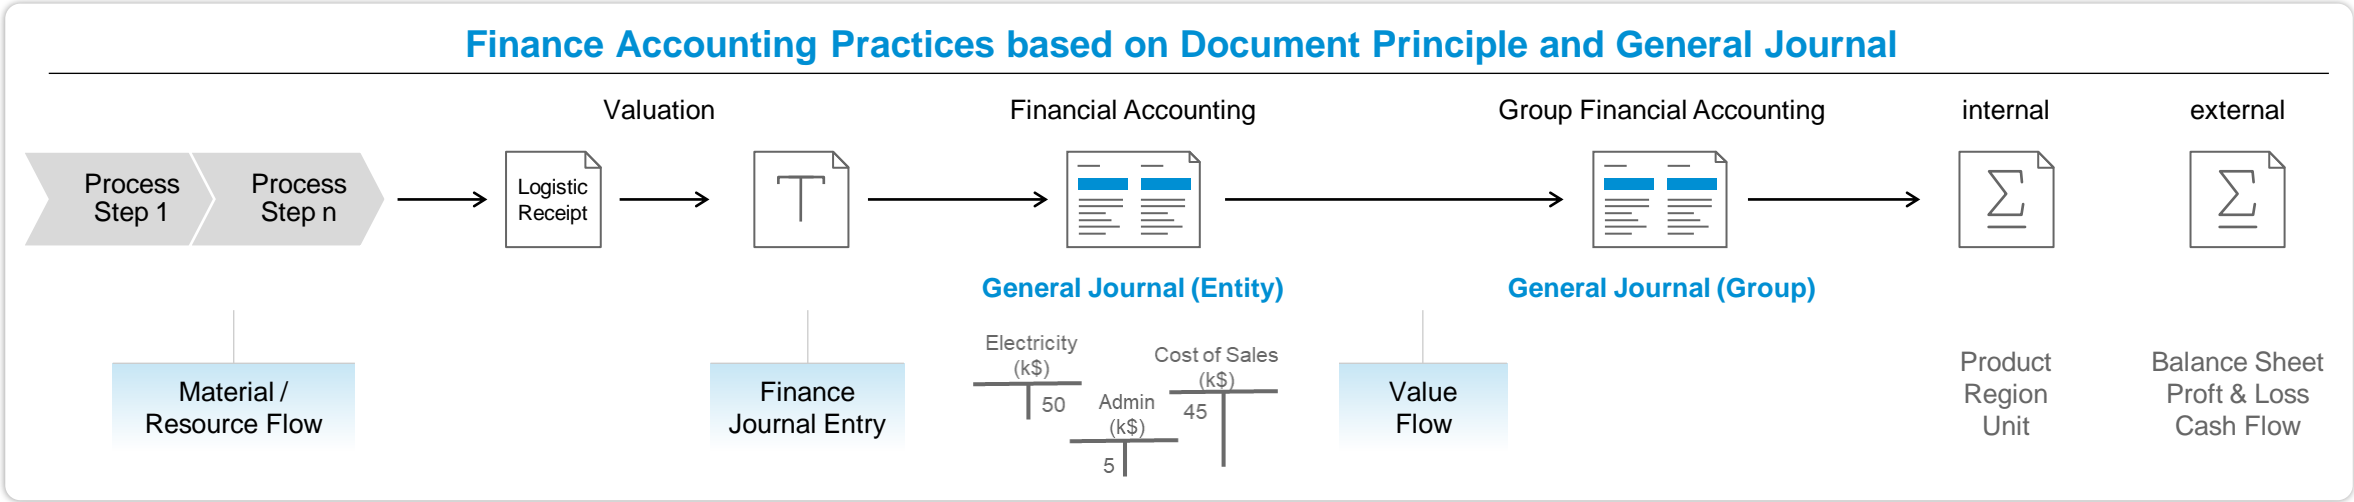 Finance Accounting Practices based on Document Principle and General Journal
Valuation
Financial Accounting
Group Financial Accounting
internal
external
Process
Step 1
Process
Step n
Logistic
Receipt
T
Σ
Σ
General Journal (Entity)
General Journal (Group)
Material /
Resource Flow
Finance
Journal Entry
Electricity
(k$)
50
Admin
(k$)
5
Cost of Sales
(k$)
45
Value
Flow
Product
Region
Unit
Balance Sheet
Proft & Loss
Cash Flow